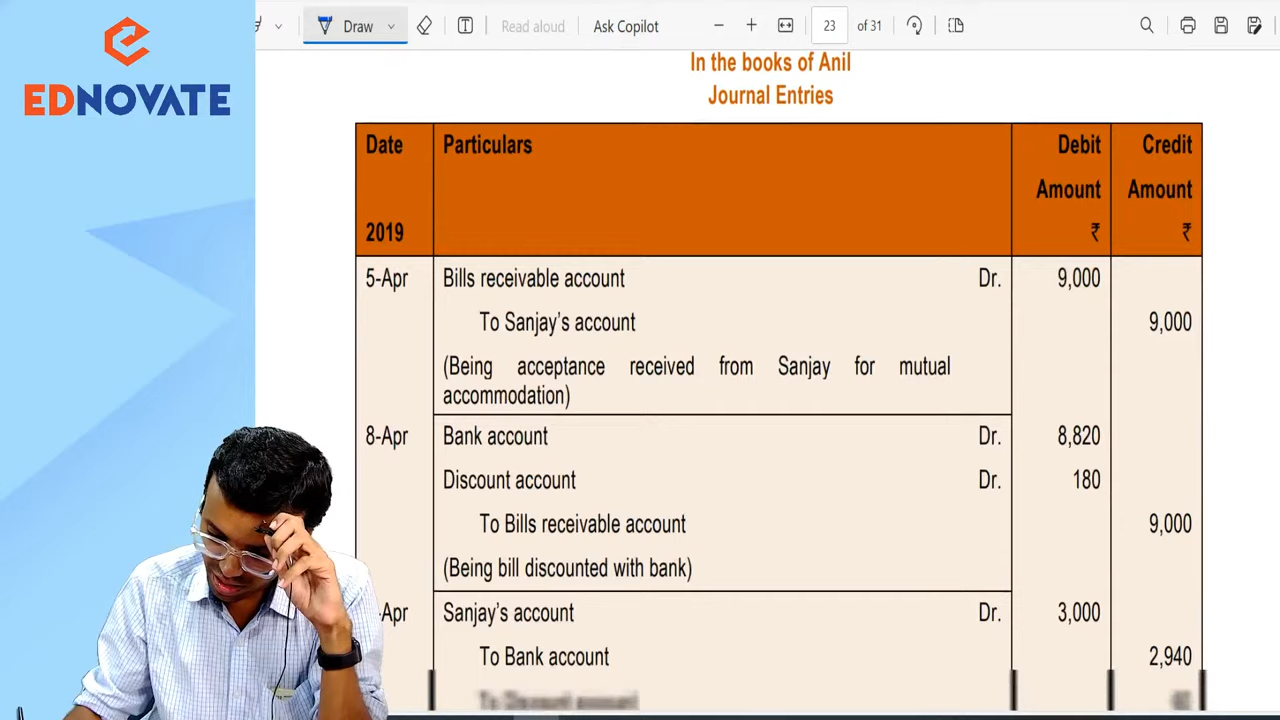 Draw
Read aloud
Ask Copilot
23
of 31
EDNOVATE
In the books of Anil
Journal Entries
Date Particulars Debit Credit
Amount Amount
2019 ₹ ₹
5-Apr Bills receivable account Dr. 9,000
To Sanjay's account 9,000
(Being acceptance received from Sanjay for mutual
accommodation)
8-Apr Bank account Dr. 8,820
Discount account Dr. 180
To Bills receivable account 9,000
(Being bill discounted with bank)
-Apr Sanjay's account Dr. 3,000
To Bank account 2,940
To Discount account